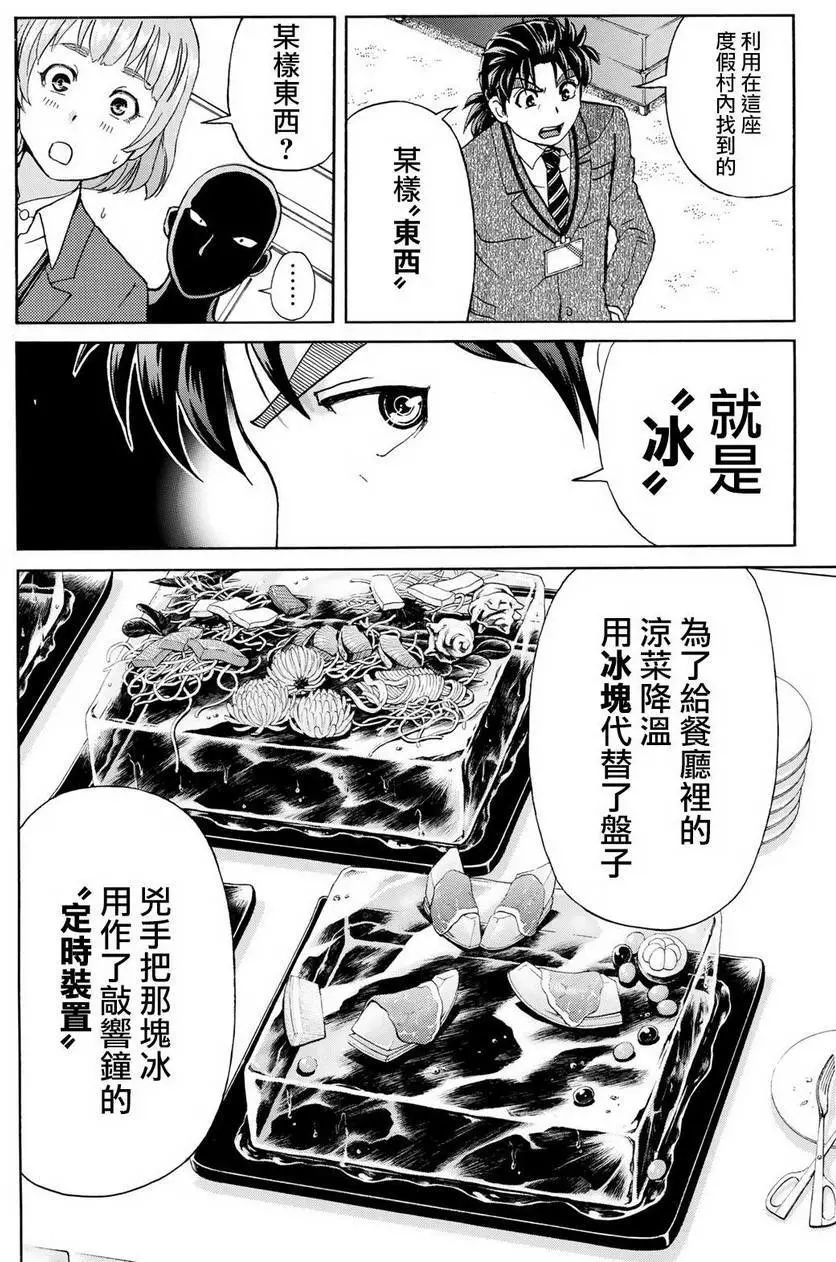 利用在這座
度假村內找到的
某樣〝東西〞
某樣東西？
……
就是
〝冰〞
為了給餐廳裡的
涼菜降溫
用冰塊代替了盤子
兇手把那塊冰
用作了敲響鐘的
〝定時裝置〞